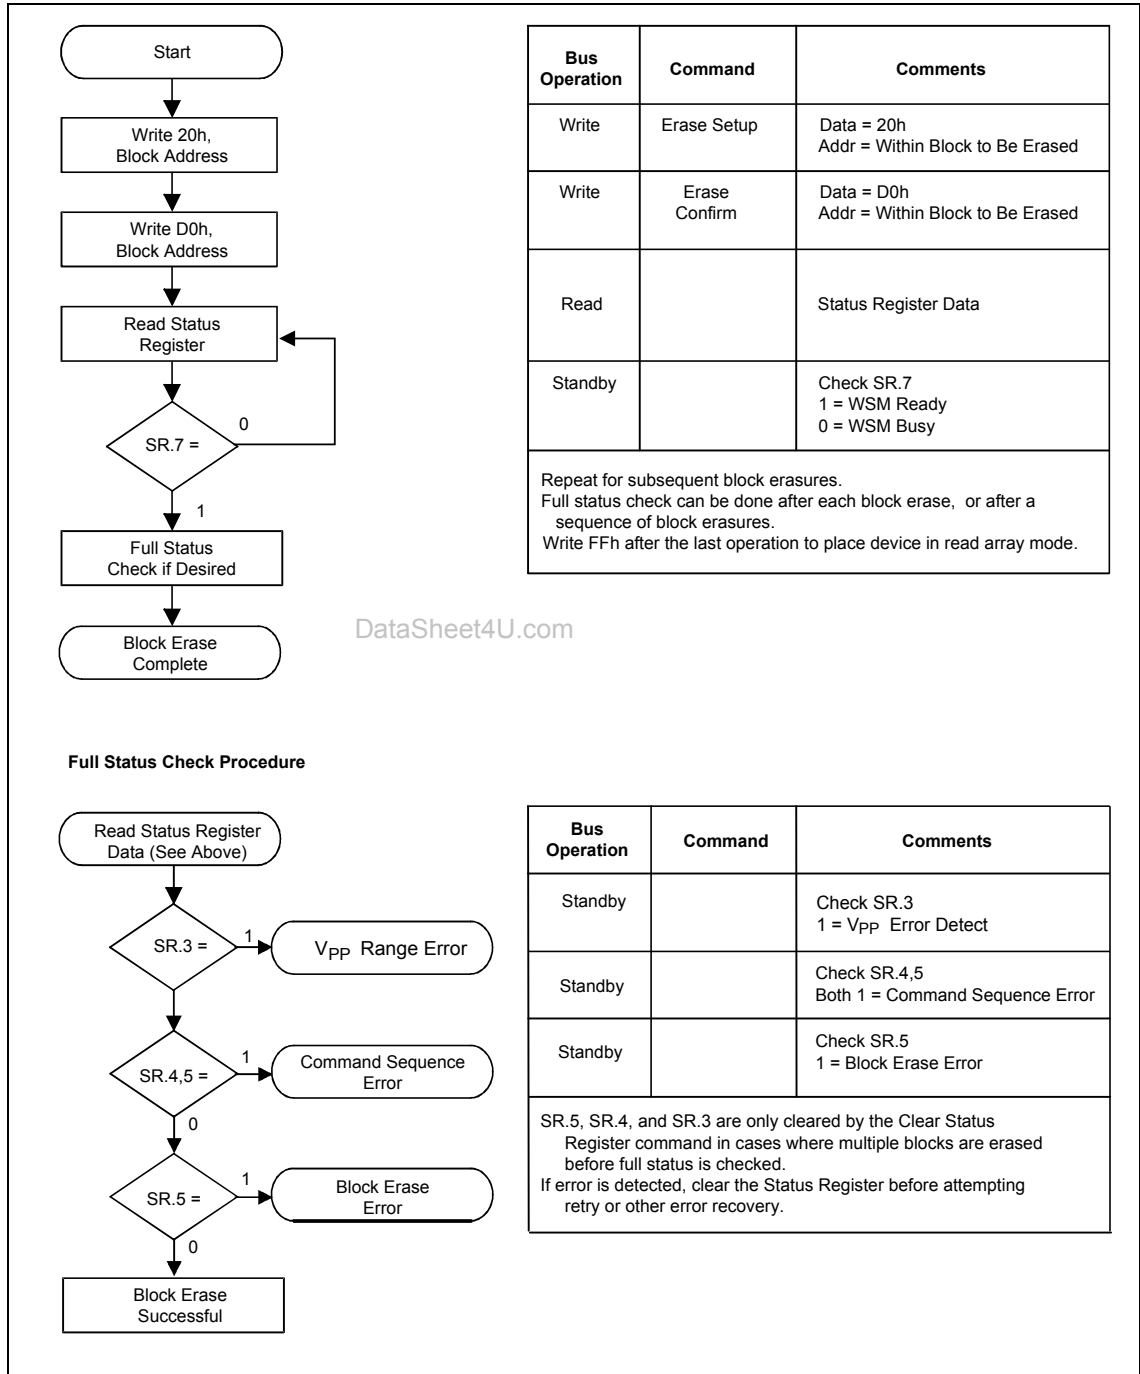 Start
Write 20h,
Block Address
Write D0h,
Block Address
Read Status
Register
SR.7 =
0
1
Full Status
Check if Desired
Block Erase
Complete
Bus
Operation
Command
Comments
Write
Erase Setup
Data = 20h
Addr = Within Block to Be Erased
Write
Erase
Confirm
Data = D0h
Addr = Within Block to Be Erased
Read
Status Register Data
Standby
Check SR.7
1 = WSM Ready
0 = WSM Busy
Repeat for subsequent block erasures.
Full status check can be done after each block erase, or after a
sequence of block erasures.
Write FFh after the last operation to place device in read array mode.
DataSheet4U.com
Full Status Check Procedure
Read Status Register
Data (See Above)
SR.3 =
1
VPP Range Error
SR.4,5 =
1
Command Sequence
Error
0
SR.5 =
1
Block Erase
Error
0
Block Erase
Successful
Bus
Operation
Command
Comments
Standby
Check SR.3
1 = VPP Error Detect
Standby
Check SR.4,5
Both 1 = Command Sequence Error
Standby
Check SR.5
1 = Block Erase Error
SR.5, SR.4, and SR.3 are only cleared by the Clear Status
Register command in cases where multiple blocks are erased
before full status is checked.
If error is detected, clear the Status Register before attempting
retry or other error recovery.